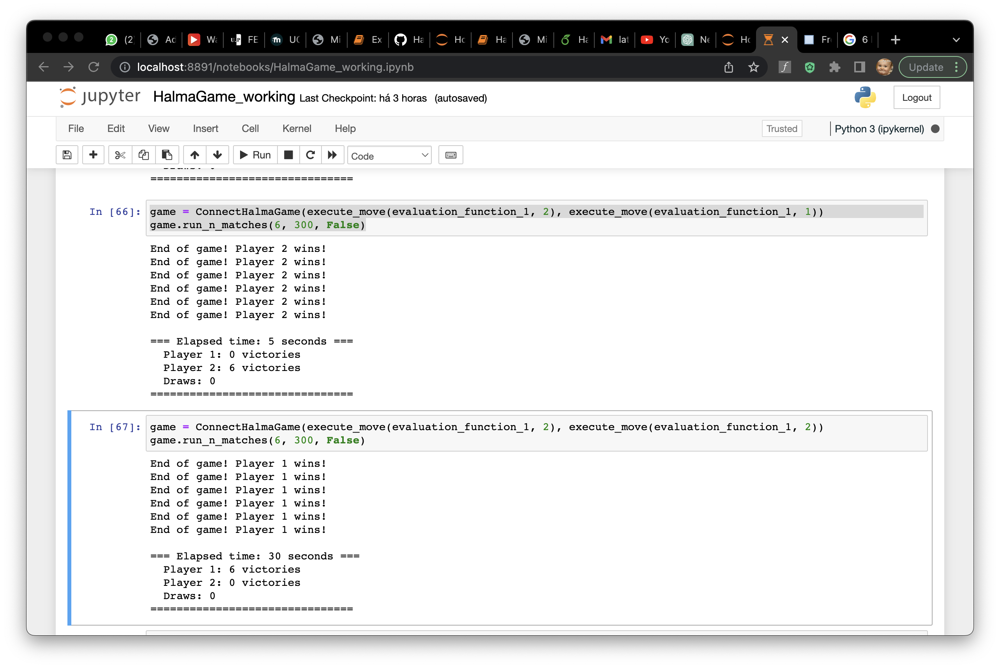 2 (2
Ac
Wa
U.P FE
m UC
Mi
Ex
Ha
Hc
Ha
Mi
Ha
lat
Yo
Ne
Hc
Fr
6
localhost:8891/notebooks/HalmaGame_working.ipynb
f
Update
jupyter HalmaGame_working Last Checkpoint: há 3 horas (autosaved)
Logout
File Edit View Insert Cell Kernel Help
Trusted
Python 3 (ipykernel)
Run
Code
==============================
In [66]: game = ConnectHalmaGame(execute_move(evaluation_function_1, 2), execute_move(evaluation_function_1, 1))
game.run_n_matches(6, 300, False)
End of game! Player 2 wins!
End of game! Player 2 wins!
End of game! Player 2 wins!
End of game! Player 2 wins!
End of game! Player 2 wins!
End of game! Player 2 wins!
=== Elapsed time: 5 seconds ===
Player 1: 0 victories
Player 2: 6 victories
Draws: 0
===============================
In [67]: game = ConnectHalmaGame(execute_move(evaluation_function_1, 2), execute_move(evaluation_function_1, 2))
game.run_n_matches(6, 300, False)
End of game! Player 1 wins!
End of game! Player 1 wins!
End of game! Player 1 wins!
End of game! Player 1 wins!
End of game! Player 1 wins!
End of game! Player 1 wins!
=== Elapsed time: 30 seconds ===
Player 1: 6 victories
Player 2: 0 victories
Draws: 0
===============================